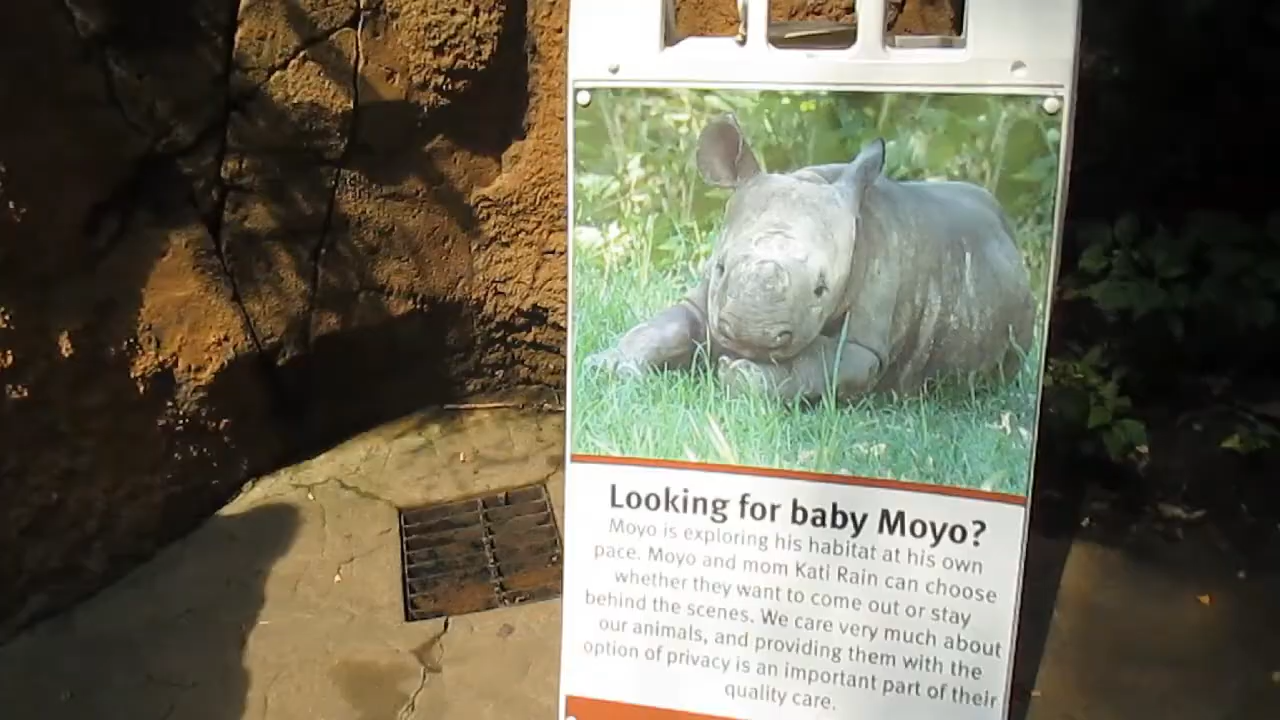 Looking for baby Moyo?
Moyo is exploring his habitat at his own
pace. Moyo and mom Kati Rain can choose
whether they want to come out or stay
behind the scenes. We care very much about
our animals, and providing them with the
option of privacy is an important part of their
quality care.